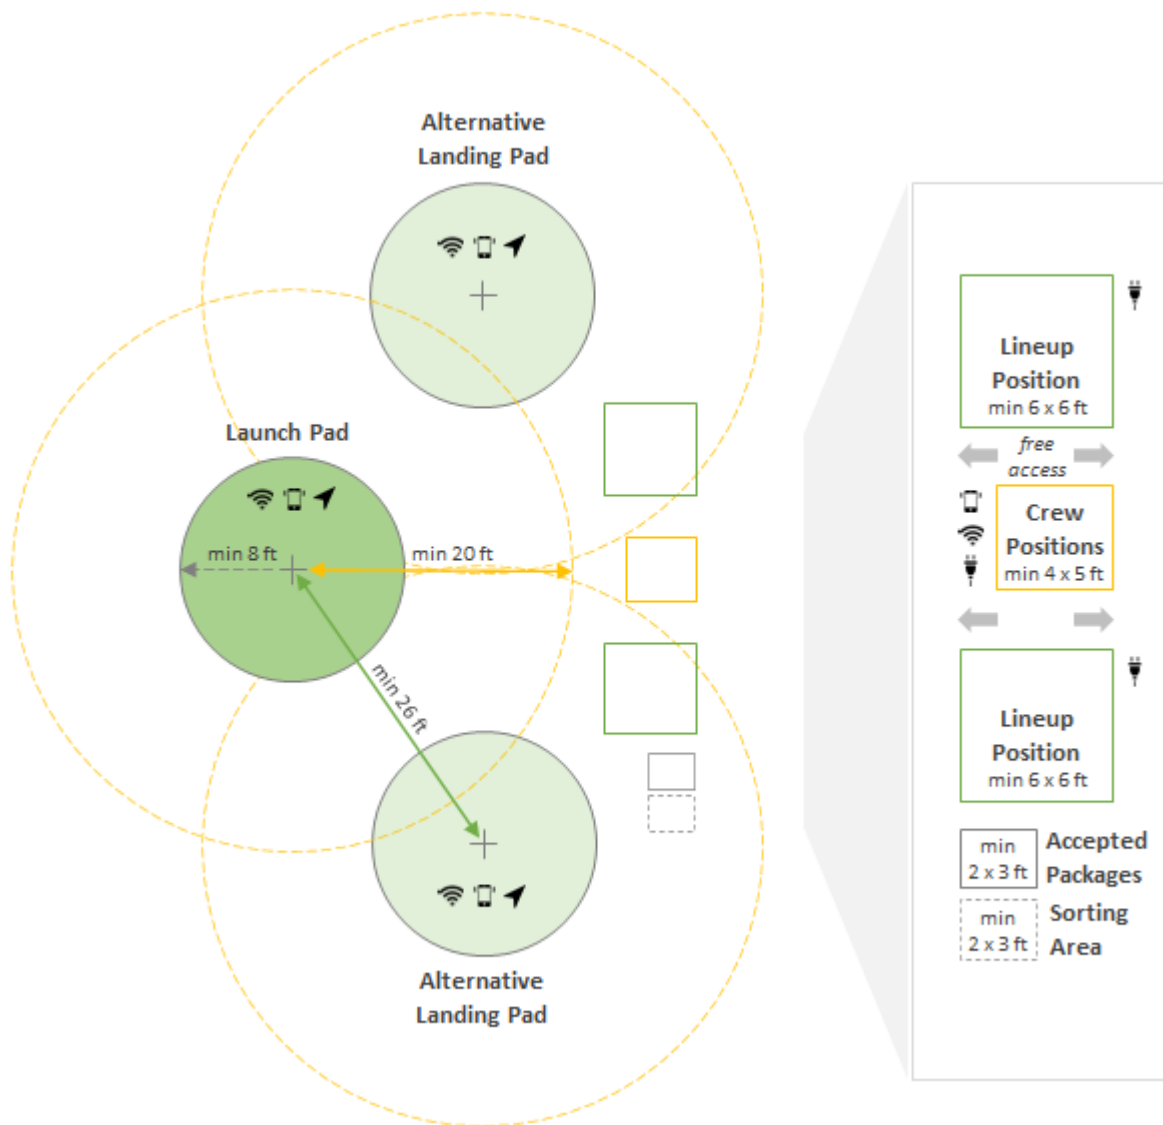 Alternative
Landing Pad
Launch Pad
min 8 ft
min 20 ft
min 26 ft
Alternative
Landing Pad
Lineup
Position
min 6 x 6 ft
free
access
Crew
Positions
min 4 x 5 ft
Lineup
Position
min 6 x 6 ft
min
2 x 3 ft
Accepted
Packages
min
2 x 3 ft
Sorting
Area